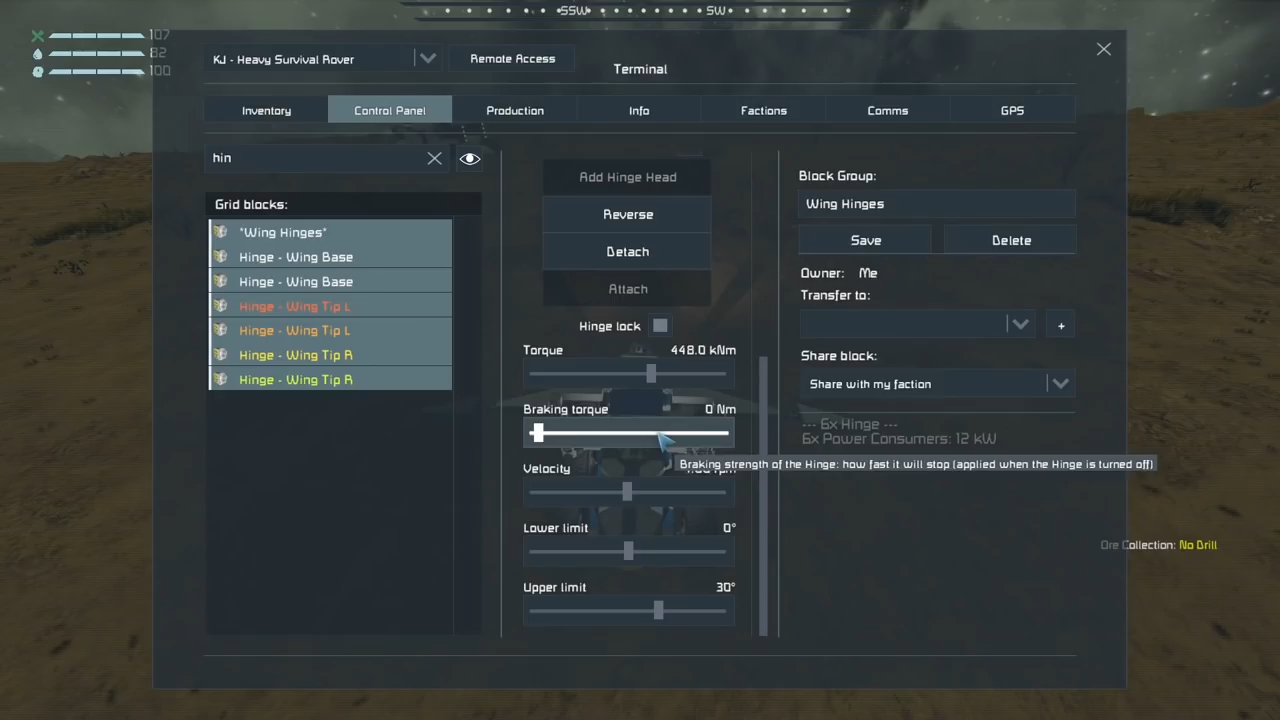 SSW
SW
107
82
100
KJ - Heavy Survival Rover
Remote Access
Terminal
Inventory
Control Panel
Production
Info
Factions
Comms
GPS
hin
Grid blocks:
*Wing Hinges*
Hinge - Wing Base
Hinge - Wing Base
Hinge - Wing Tip L
Hinge - Wing Tip L
Hinge - Wing Tip R
Hinge - Wing Tip R
Add Hinge Head
Reverse
Detach
Attach
Hinge lock
Torque 448.0 kNm
Braking torque 0 Nm
Velocity
Lower limit 0°
Upper limit 30°
Block Group:
Wing Hinges
Save
Delete
Owner: Me
Transfer to:
+
Share block:
Share with my faction
--- 6x Hinge ---
6x Power Consumers: 12 kW
Braking strength of the Hinge: how fast it will stop (applied when the Hinge is turned off)
Ore Collection: No Drill